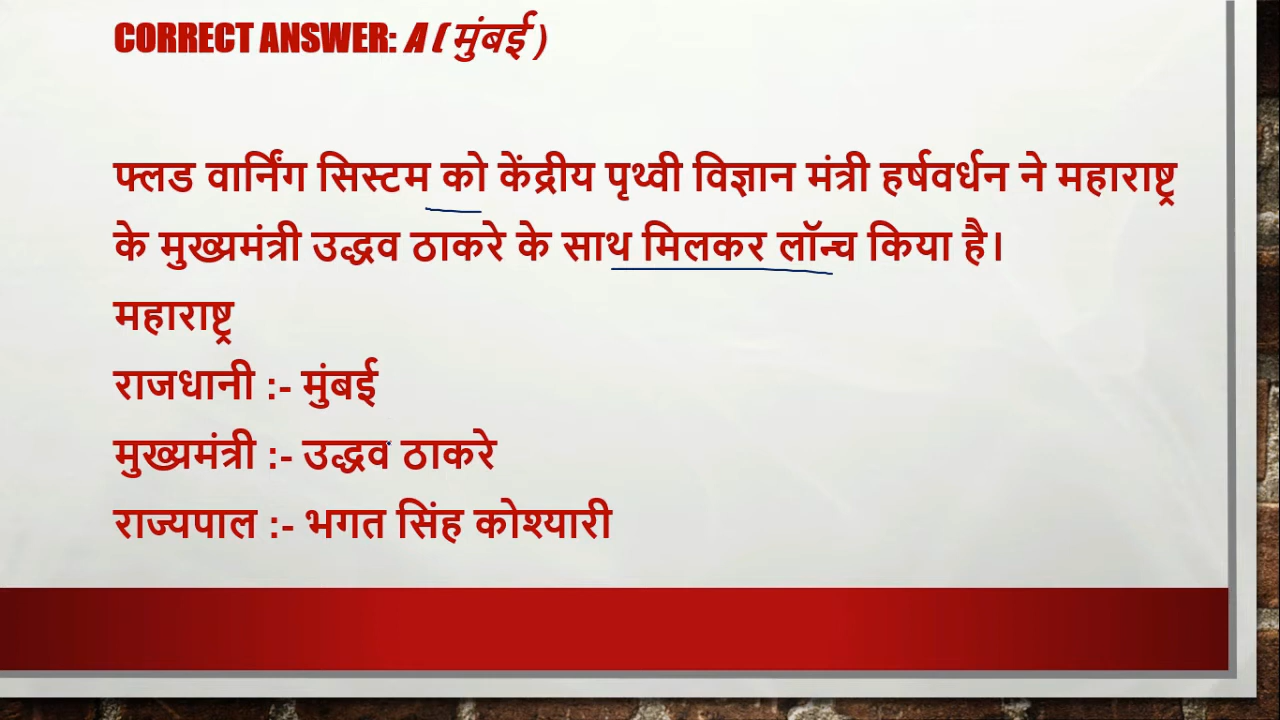 CORRECT ANSWER: A ( मुंबई )
फ्लड वार्निंग सिस्टम को केंद्रीय पृथ्वी विज्ञान मंत्री हर्षवर्धन ने महाराष्ट्र
के मुख्यमंत्री उद्धव ठाकरे के साथ मिलकर लॉन्च किया है।
महाराष्ट्र
राजधानी :- मुंबई
मुख्यमंत्री :- उद्धव ठाकरे
राज्यपाल :- भगत सिंह कोश्यारी